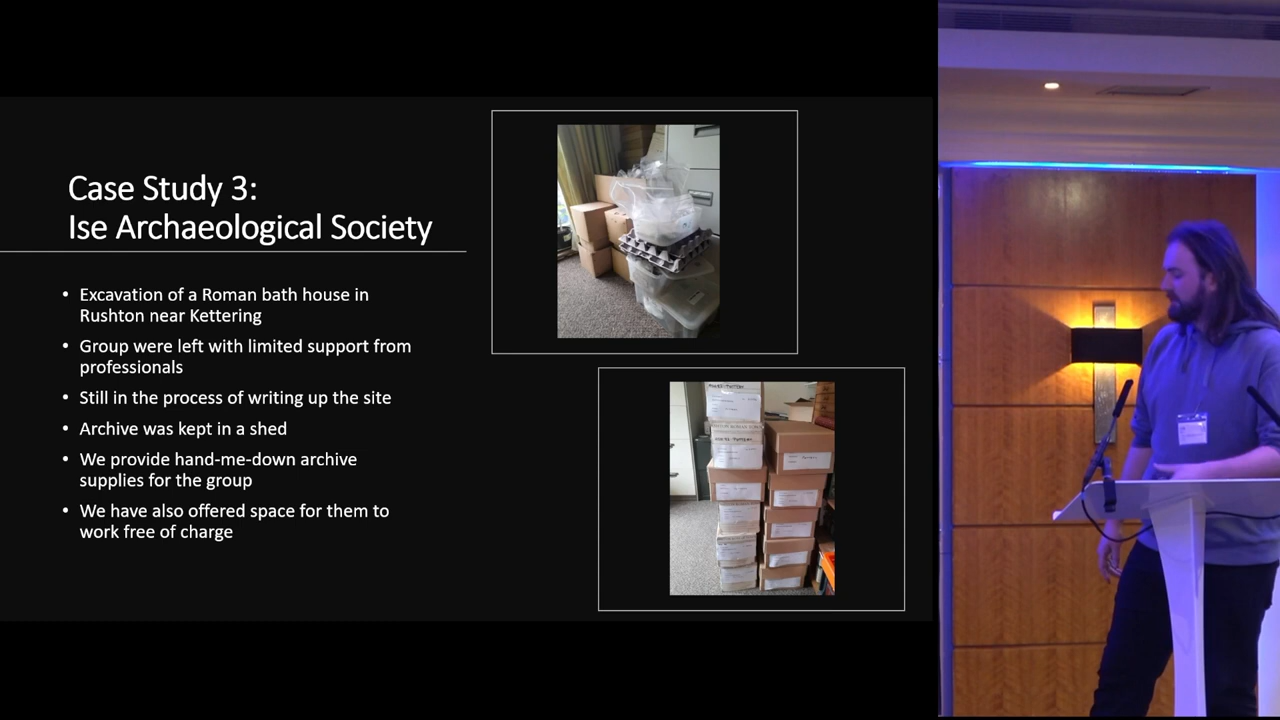 Case Study 3:
Ise Archaeological Society
• Excavation of a Roman bath house in
Rushton near Kettering
• Group were left with limited support from
professionals
• Still in the process of writing up the site
• Archive was kept in a shed
• We provide hand-me-down archive
supplies for the group
• We have also offered space for them to
work free of charge